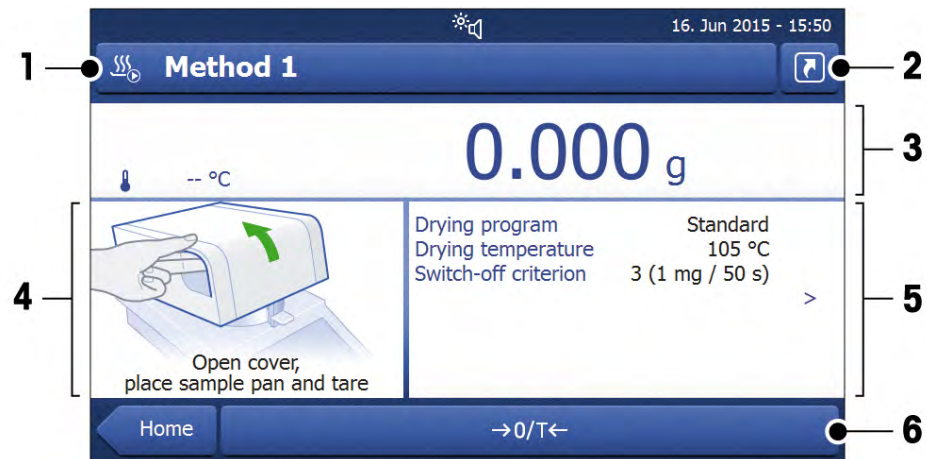 16. Jun 2015 - 15:50
1
Method 1
2
0.000 g
3
-- °C
4
Open cover,
place sample pan and tare
Drying program Standard
Drying temperature 105 °C
Switch-off criterion 3 (1 mg / 50 s)
>
5
Home
→0/T←
6